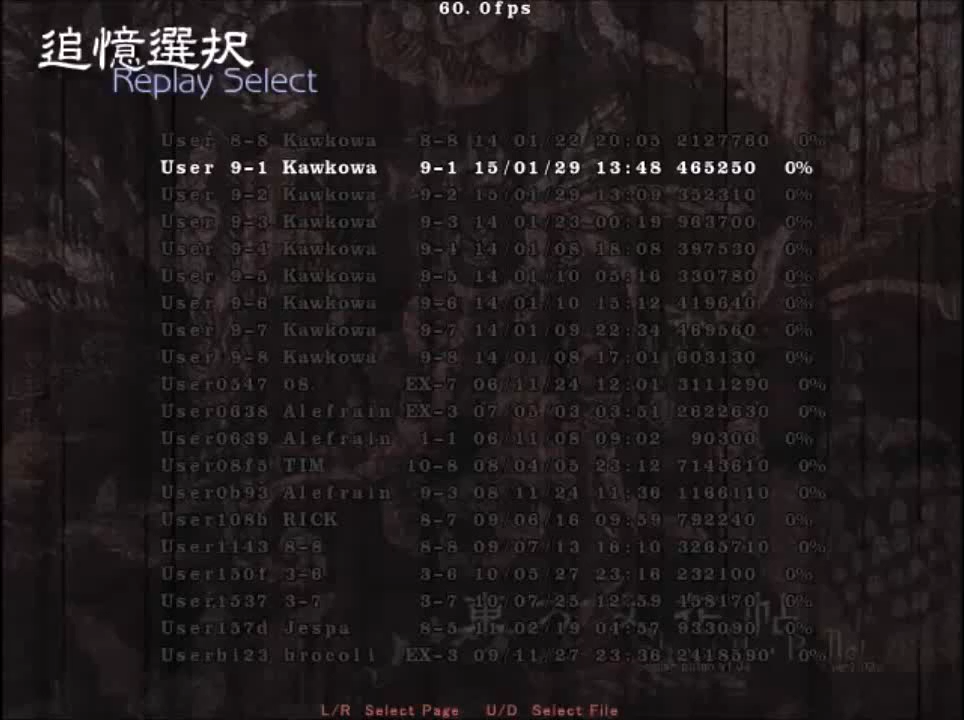 60.0fps
追憶選択
Replay Select
User 8-8 Kawkowa 8-8 14/01/22 20:05 2127760 0%
User 9-1 Kawkowa 9-1 15/01/29 13:48 465250 0%
User 9-2 Kawkowa 9-2 15/01/29 13:09 352310 0%
User 9-3 Kawkowa 9-3 14/01/23 00:19 963700 0%
User 9-4 Kawkowa 9-4 14/01/08 18:08 397530 0%
User 9-5 Kawkowa 9-5 14/01/10 05:16 330780 0%
User 9-6 Kawkowa 9-6 14/01/10 15:12 419640 0%
User 9-7 Kawkowa 9-7 14/01/09 22:34 469560 0%
User 9-8 Kawkowa 9-8 14/01/08 17:01 603130 0%
User0547 08. EX-7 06/11/24 12:01 3111290 0%
User0638 Alefrain EX-3 07/05/03 03:51 2622630 0%
User0639 Alefrain 1-1 06/11/08 09:02 90300 0%
User08f5 TIM 10-8 08/04/05 23:12 7143610 0%
User0b93 Alefrain 9-3 08/11/24 11:36 1166110 0%
User108b RICK 8-7 09/06/16 09:59 792240 0%
User1143 8-8 8-8 09/07/13 16:10 3265710 0%
User150f 3-6 3-6 10/05/27 23:16 232100 0%
User1537 3-7 3-7 10/07/25 12:59 458170 0%
User157d Jespa 8-5 11/02/19 04:57 933090 0%
Userbi23 brocoli EX-3 09/11/27 23:36 2418590 0%
L/R Select Page U/D Select File